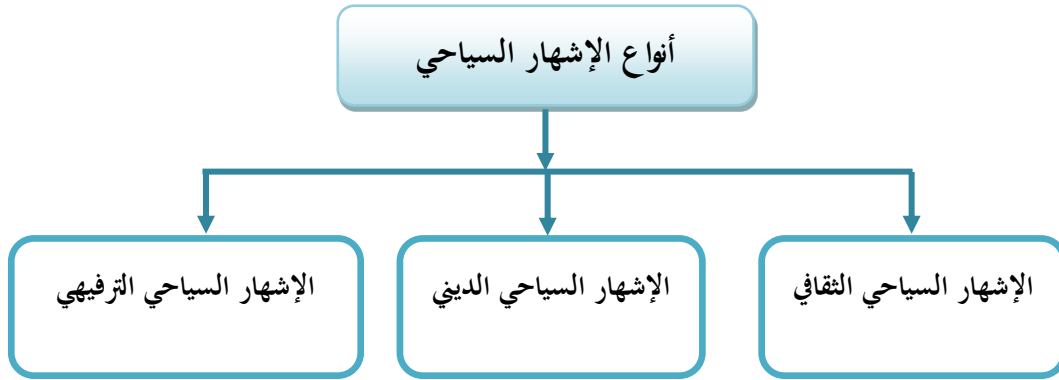 أنواع الإشهار السياحي
الإشهار السياحي الثقافي
الإشهار السياحي الديني
الإشهار السياحي الترفيهي